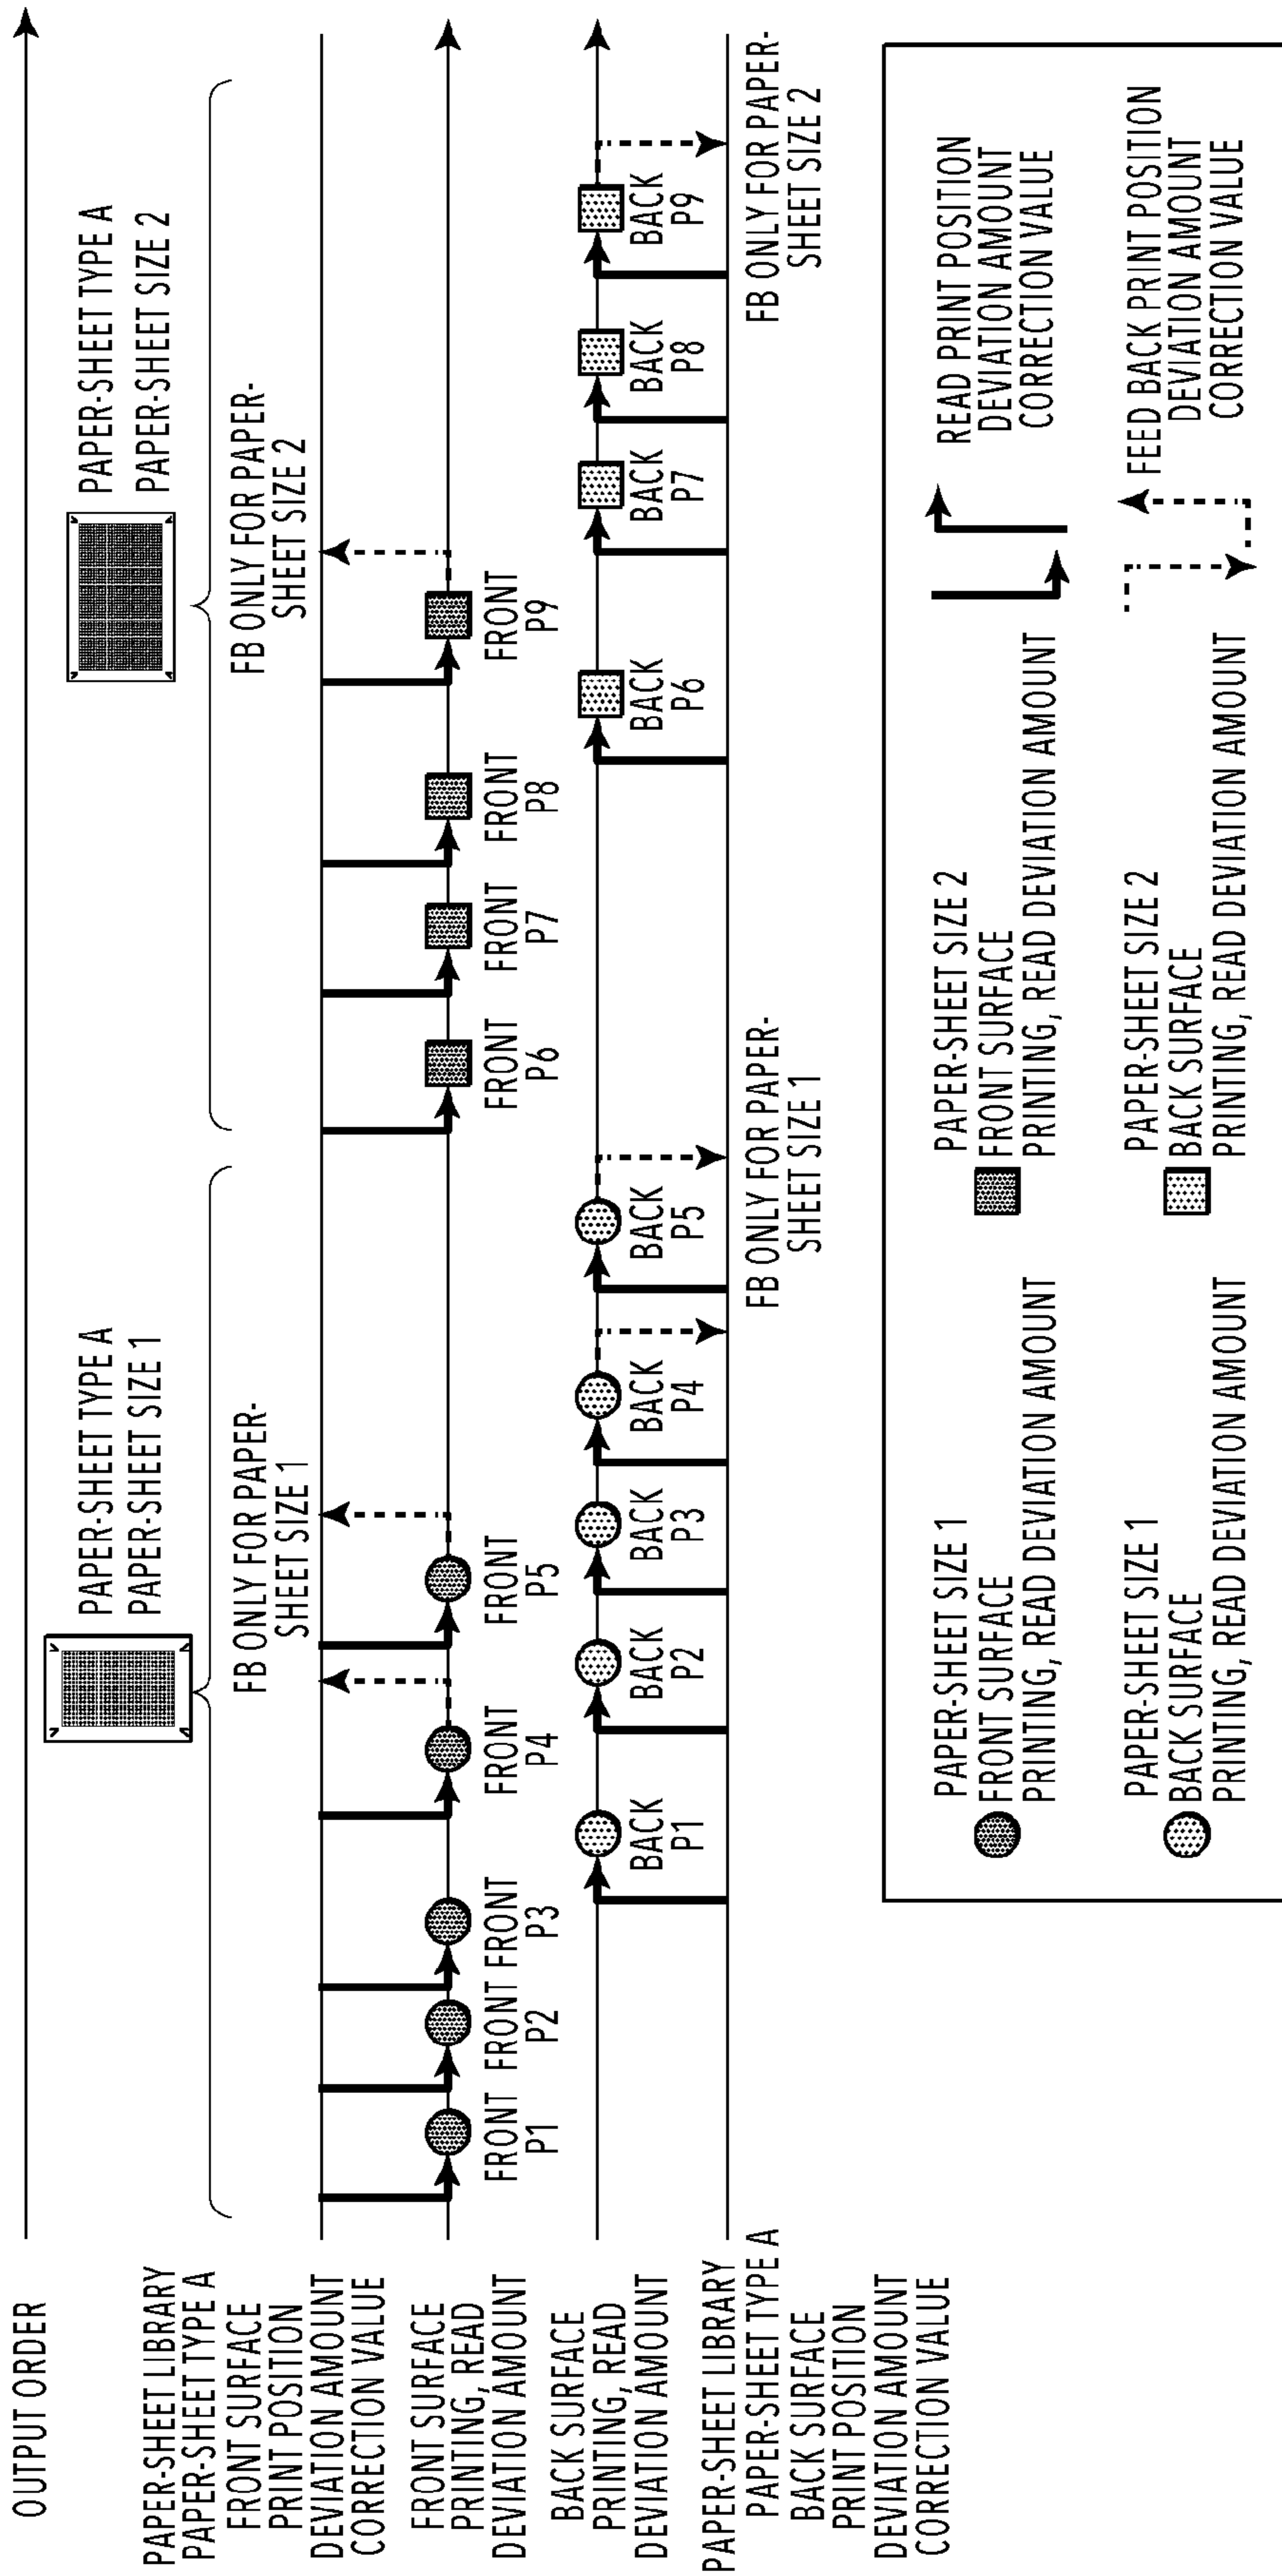 OUTPUT ORDER
PAPER-SHEET TYPE A
PAPER-SHEET SIZE 1
PAPER-SHEET TYPE A
PAPER-SHEET SIZE 2
PAPER-SHEET LIBRARY
PAPER-SHEET TYPE A
FRONT SURFACE
PRINT POSITION
DEVIATION AMOUNT
CORRECTION VALUE
FB ONLY FOR PAPER-
SHEET SIZE 1
FB ONLY FOR PAPER-
SHEET SIZE 2
FRONT SURFACE
PRINTING, READ
DEVIATION AMOUNT
FRONT
P1
FRONT
P2
FRONT
P3
FRONT
P4
FRONT
P5
FRONT
P6
FRONT
P7
FRONT
P8
FRONT
P9
BACK SURFACE
PRINTING, READ
DEVIATION AMOUNT
BACK
P1
BACK
P2
BACK
P3
BACK
P4
BACK
P5
BACK
P6
BACK
P7
BACK
P8
BACK
P9
PAPER-SHEET LIBRARY
PAPER-SHEET TYPE A
BACK SURFACE
PRINT POSITION
DEVIATION AMOUNT
CORRECTION VALUE
FB ONLY FOR PAPER-
SHEET SIZE 1
FB ONLY FOR PAPER-
SHEET SIZE 2
PAPER-SHEET SIZE 1
FRONT SURFACE
PRINTING, READ DEVIATION AMOUNT
PAPER-SHEET SIZE 2
FRONT SURFACE
PRINTING, READ DEVIATION AMOUNT
READ PRINT POSITION
DEVIATION AMOUNT
CORRECTION VALUE
PAPER-SHEET SIZE 1
BACK SURFACE
PRINTING, READ DEVIATION AMOUNT
PAPER-SHEET SIZE 2
BACK SURFACE
PRINTING, READ DEVIATION AMOUNT
FEED BACK PRINT POSITION
DEVIATION AMOUNT
CORRECTION VALUE